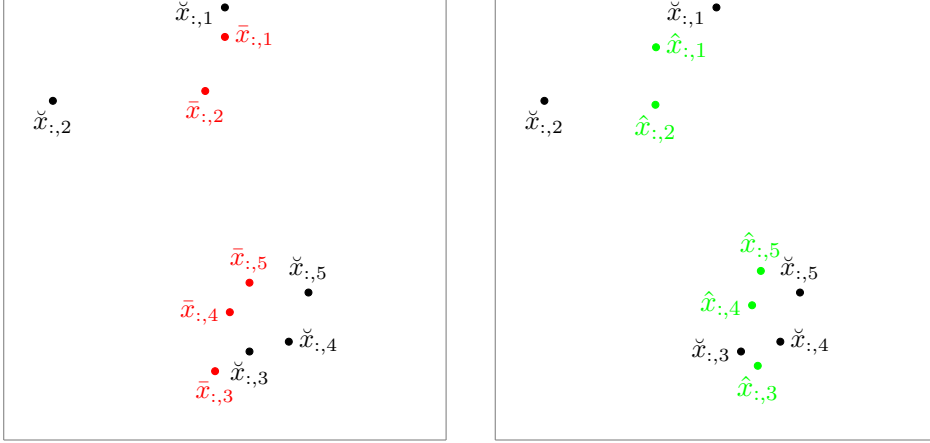 x̆:,1
x̄:,1
x̄:,2
x̆:,2
x̄:,5
x̆:,5
x̄:,4
x̆:,4
x̆:,3
x̄:,3
x̆:,1
x̂:,1
x̆:,2
x̂:,2
x̂:,5
x̆:,5
x̂:,4
x̆:,4
x̆:,3
x̂:,3